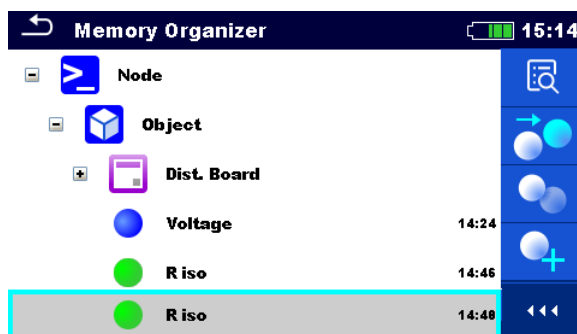 Memory Organizer 15:14
Node
Object
Dist. Board
Voltage 14:24
R iso 14:46
R iso 14:48